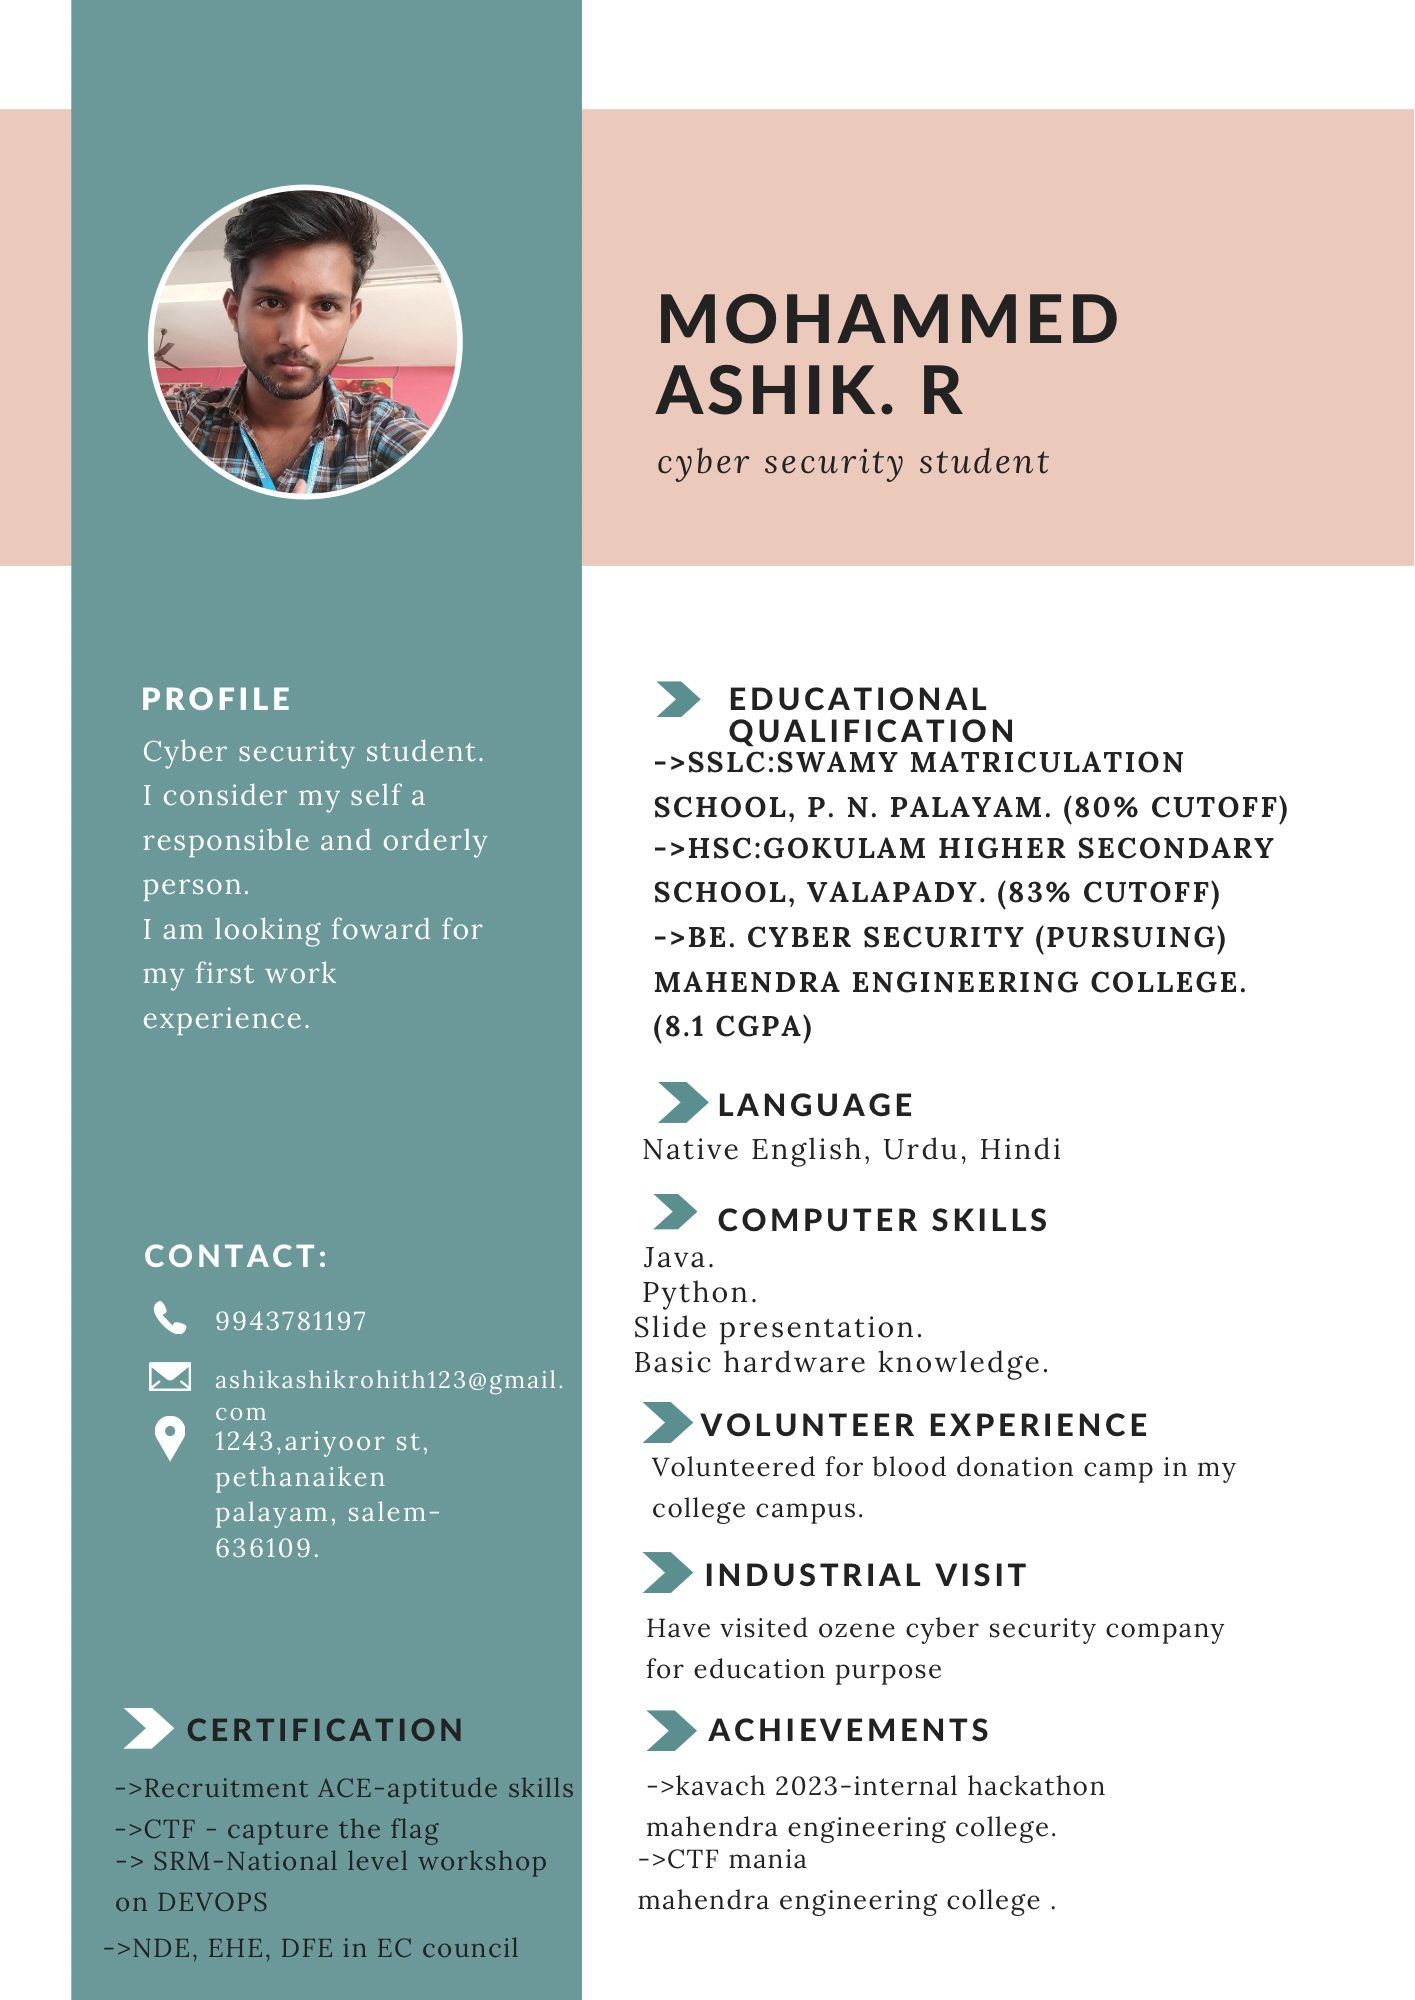 MOHAMMED
ASHIK. R
cyber security student
PROFILE
Cyber security student.
I consider my self a
responsible and orderly
person.
I am looking foward for
my first work
experience.
CONTACT:
9943781197
ashikashikrohith123@gmail.
com
1243,ariyoor st,
pethanaiken
palayam, salem-
636109.
CERTIFICATION
->Recruitment ACE-aptitude skills
->CTF - capture the flag
-> SRM-National level workshop
on DEVOPS
->NDE, EHE, DFE in EC council
EDUCATIONAL
QUALIFICATION
->SSLC:SWAMY MATRICULATION
SCHOOL, P. N. PALAYAM. (80% CUTOFF)
->HSC:GOKULAM HIGHER SECONDARY
SCHOOL, VALAPADY. (83% CUTOFF)
->BE. CYBER SECURITY (PURSUING)
MAHENDRA ENGINEERING COLLEGE.
(8.1 CGPA)
LANGUAGE
Native English, Urdu, Hindi
COMPUTER SKILLS
Java.
Python.
Slide presentation.
Basic hardware knowledge.
VOLUNTEER EXPERIENCE
Volunteered for blood donation camp in my
college campus.
INDUSTRIAL VISIT
Have visited ozene cyber security company
for education purpose
ACHIEVEMENTS
->kavach 2023-internal hackathon
mahendra engineering college.
->CTF mania
mahendra engineering college .